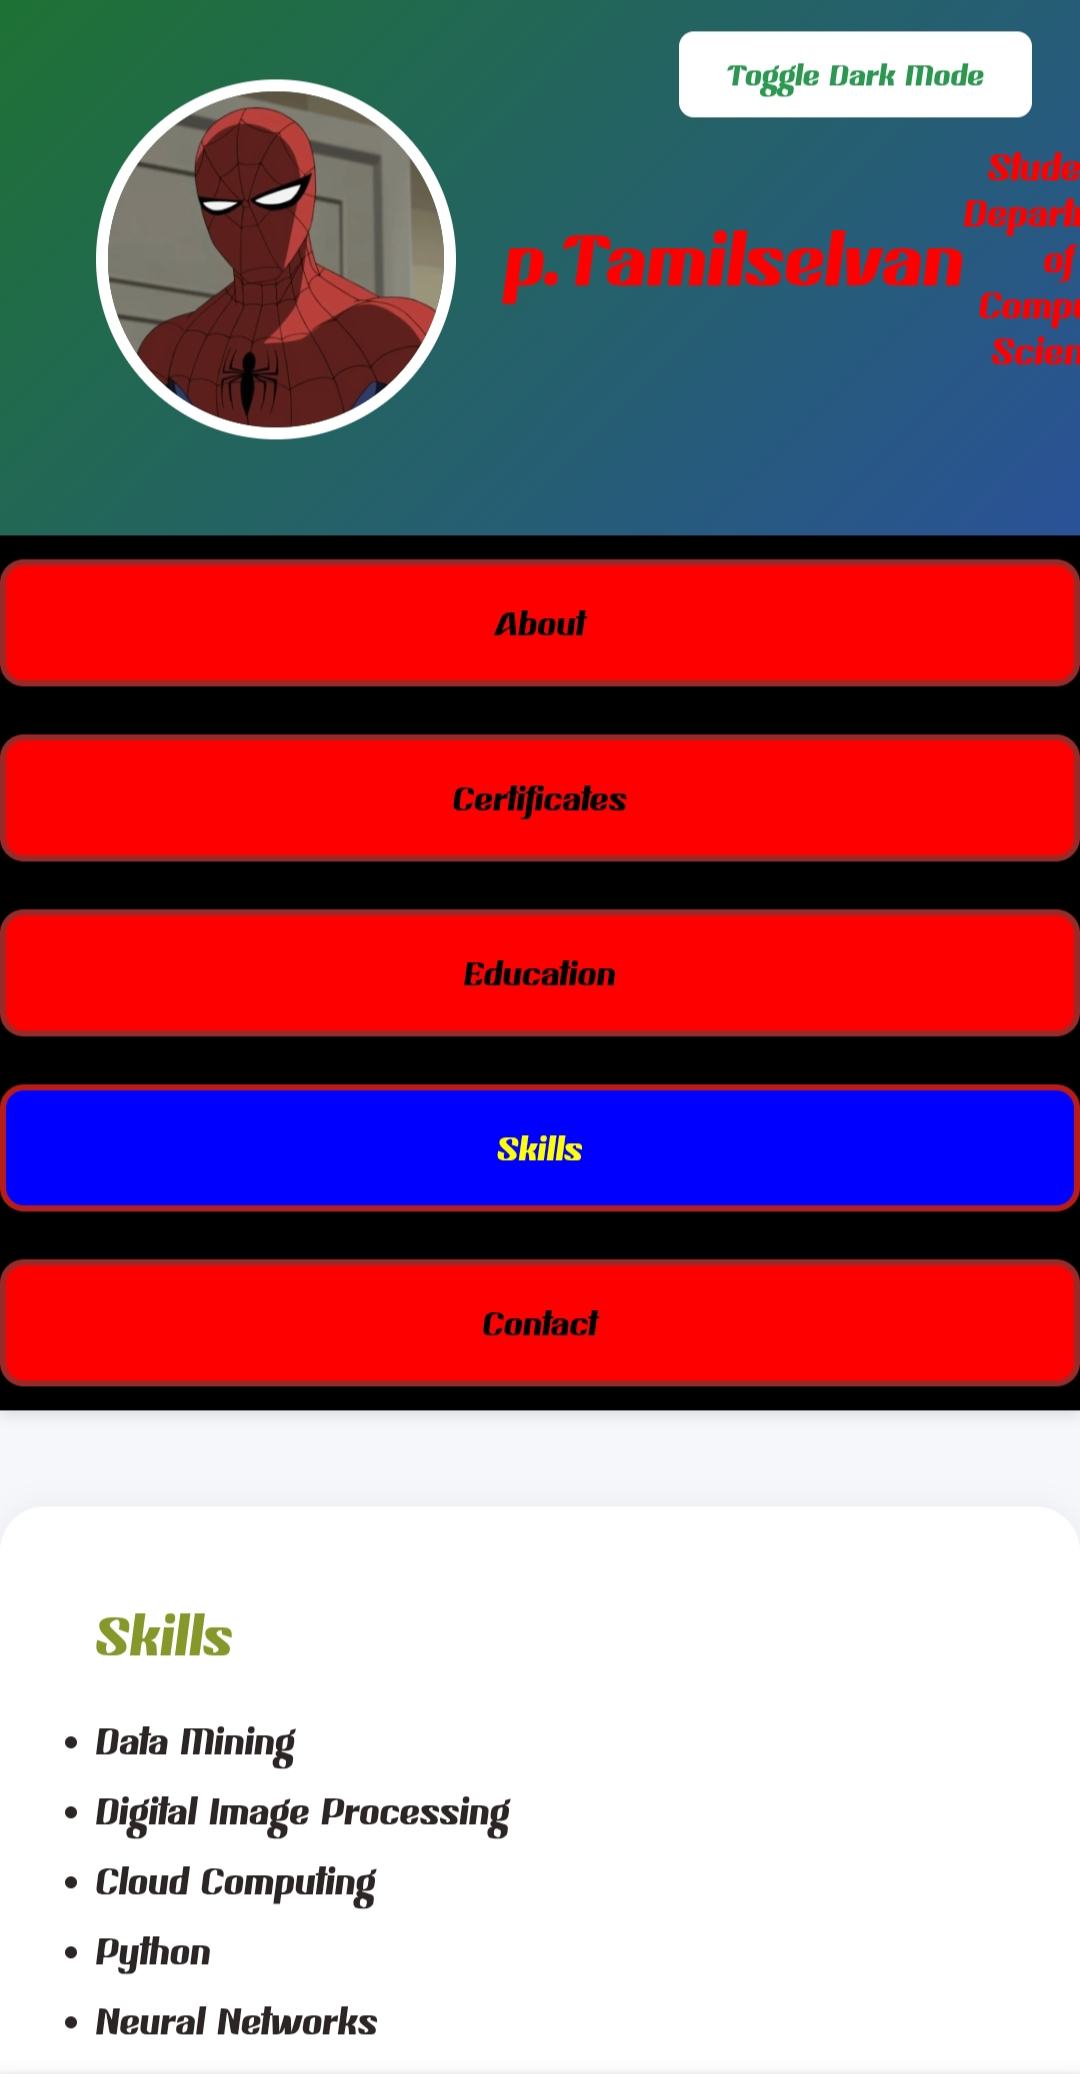 Toggle Dark Mode
p.Tamilselvan
of
About
Certificates
Education
Skills
Contact
Skills
Data Mining
Digital Image Processing
Cloud Computing
Python
Neural Networks